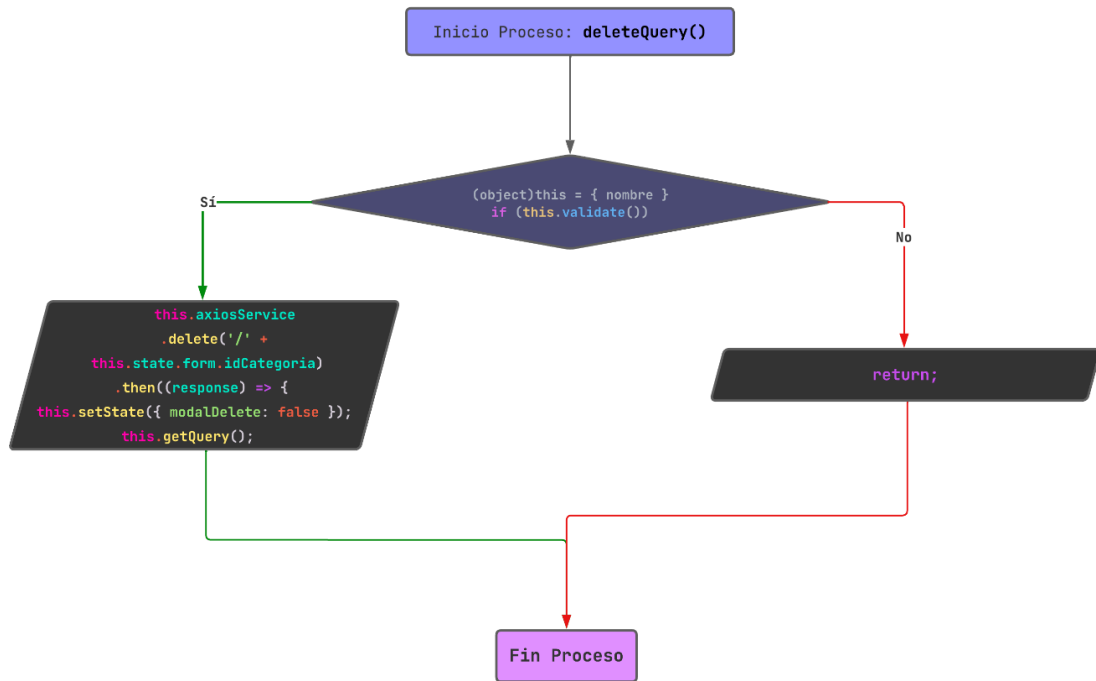 Inicio Proceso: deleteQuery()
(object)this = { nombre }
if (this.validate())
Sí
No
this.axiosService
.delete('/' +
this.state.form.idCategoria)
.then((response) => {
this.setState({ modalDelete: false });
this.getQuery();
return;
Fin Proceso